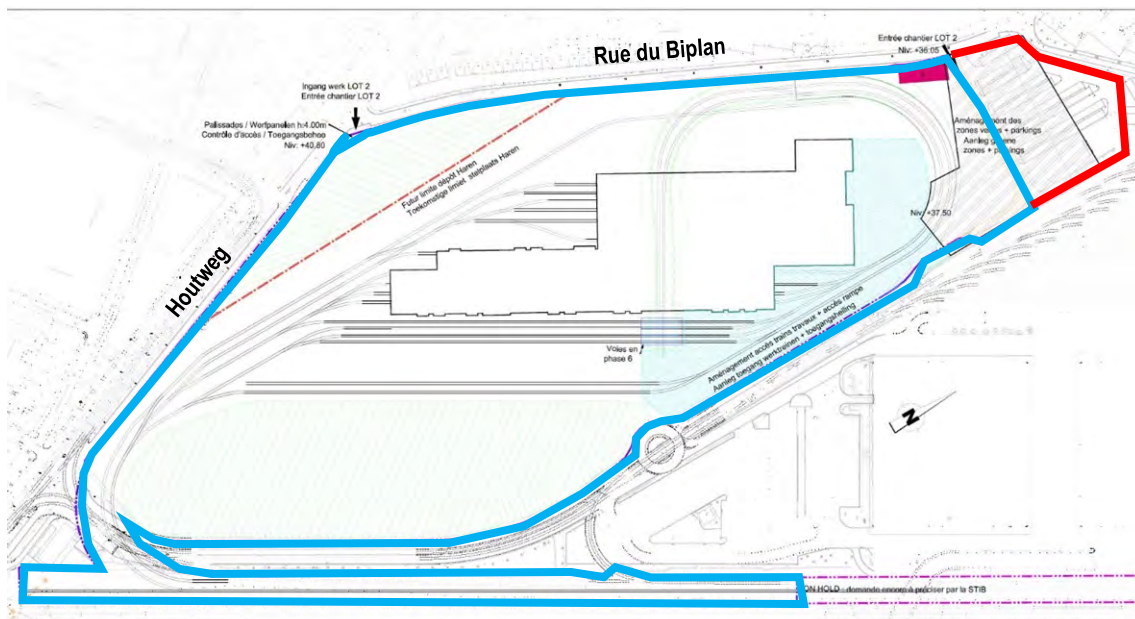 Rue du Biplan
Entrée chantier LOT 2
Niv: +36.05
Ingang werk LOT 2
Entrée chantier LOT 2
Palissades / Werfpanelen h:4.00m
Contrôle d'accès / Toegangsbehee
Niv: +40.80
Aménagement des
zones vertes + parkings
Aanleg groene
zones + parkings
Futur limite dépôt Haren
Toekomstige limiet stelplaats Haren
Niv: +37.50
Houtweg
Aménagement accès trains travaux + accès rampe
Aanleg toegang werktreinen + toegangshelling
Voies en
phase 6
N
ON HOLD : demande encore à préciser par la STIB